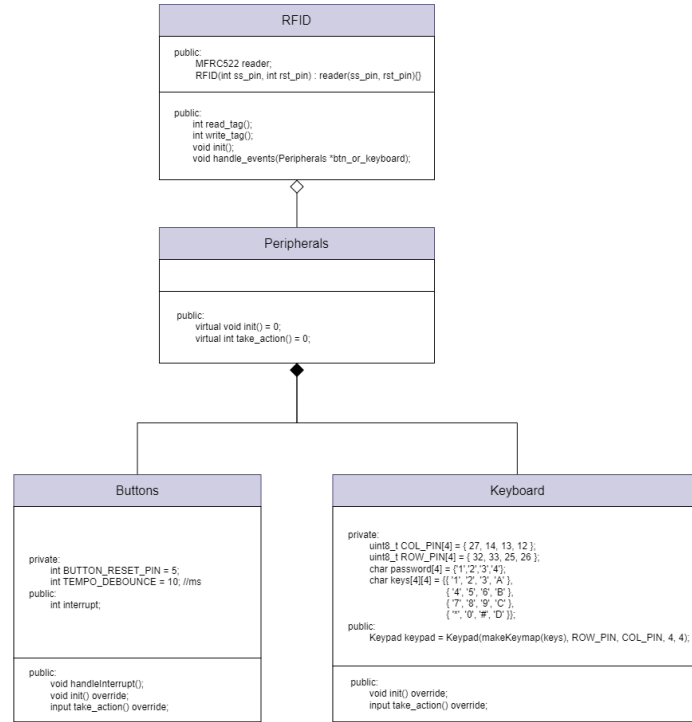 RFID
public:
MFRC522 reader;
RFID(int ss_pin, int rst_pin) : reader(ss_pin, rst_pin){}
public:
int read_tag();
int write_tag();
void init();
void handle_events(Peripherals *btn_or_keyboard);
Peripherals
public:
virtual void init() = 0;
virtual int take_action() = 0;
Buttons
private:
int BUTTON_RESET_PIN = 5;
int TEMPO_DEBOUNCE = 10; //ms
public:
int interrupt;
public:
void handleInterrupt();
void init() override;
input take_action() override;
Keyboard
private:
uint8_t COL_PIN[4] = { 27, 14, 13, 12 };
uint8_t ROW_PIN[4] = { 32, 33, 25, 26 };
char password[4] = {'1','2','3','4'};
char keys[4][4] = {{ '1', '2', '3', 'A' },
{ '4', '5', '6', 'B' },
{ '7', '8', '9', 'C' },
{ '*', '0', '#', 'D' }};
public:
Keypad keypad = Keypad(makeKeymap(keys), ROW_PIN, COL_PIN, 4, 4);
public:
void init() override;
input take_action() override;